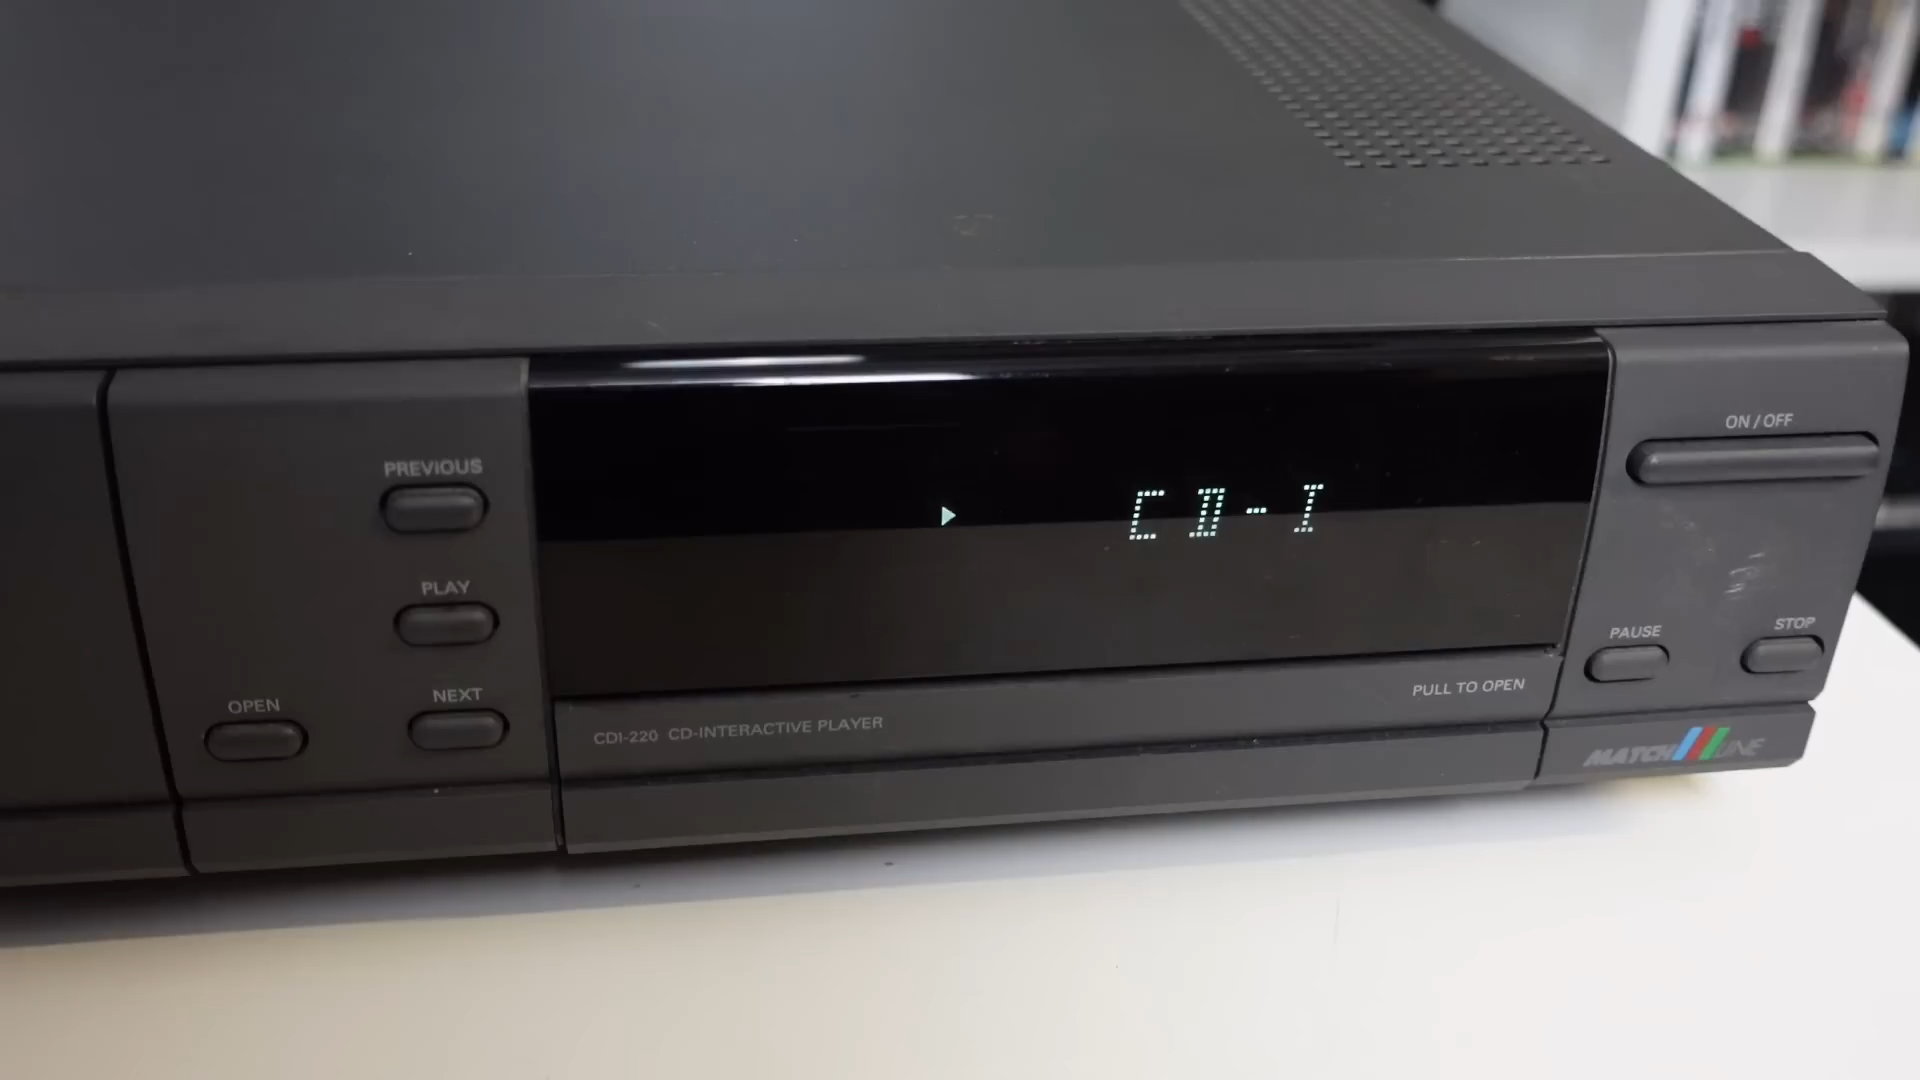 ON / OFF
PREVIOUS
CD-I
PLAY
PAUSE
STOP
OPEN
NEXT
PULL TO OPEN
CDI-220 CD-INTERACTIVE PLAYER
MATCHLINE